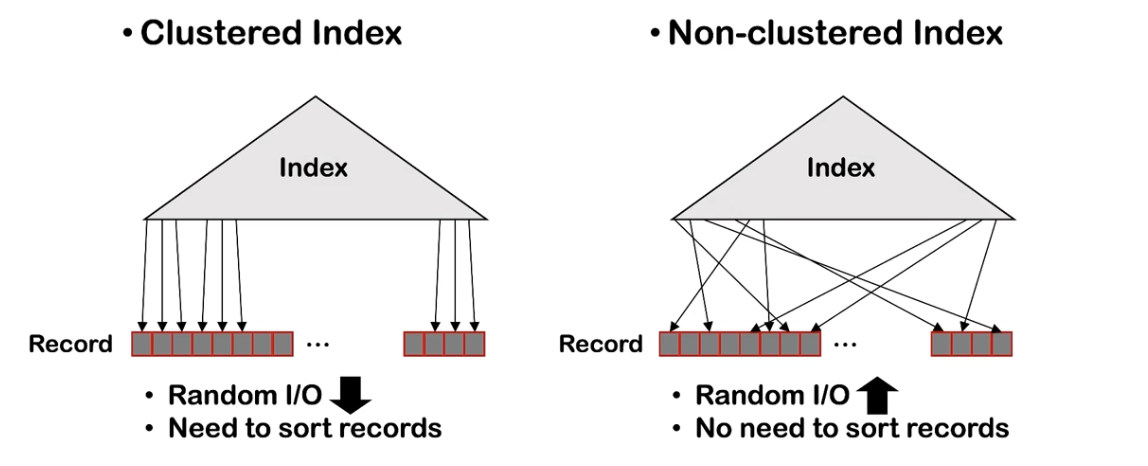 • Clustered Index
Index
Record
...
• Random I/O
• Need to sort records
• Non-clustered Index
Index
Record
...
• Random I/O
• No need to sort records